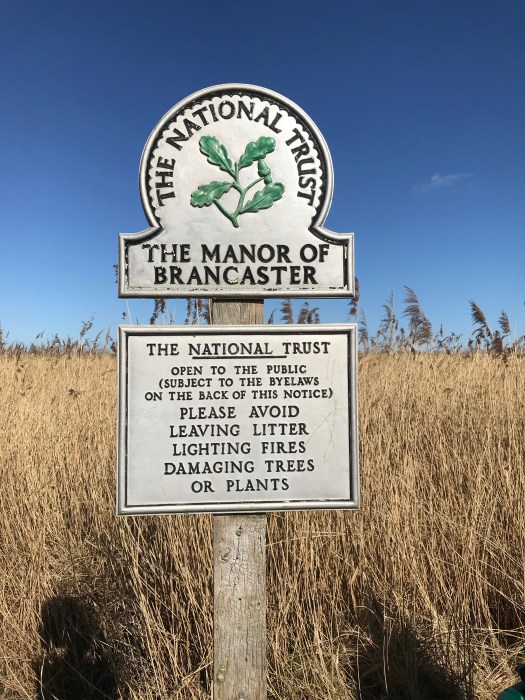 THE NATIONAL TRUST
THE MANOR OF
BRANCASTER
THE NATIONAL TRUST
OPEN TO THE PUBLIC
(SUBJECT TO THE BYELAWS
ON THE BACK OF THIS NOTICE)
PLEASE AVOID
LEAVING LITTER
LIGHTING FIRES
DAMAGING TREES
OR PLANTS